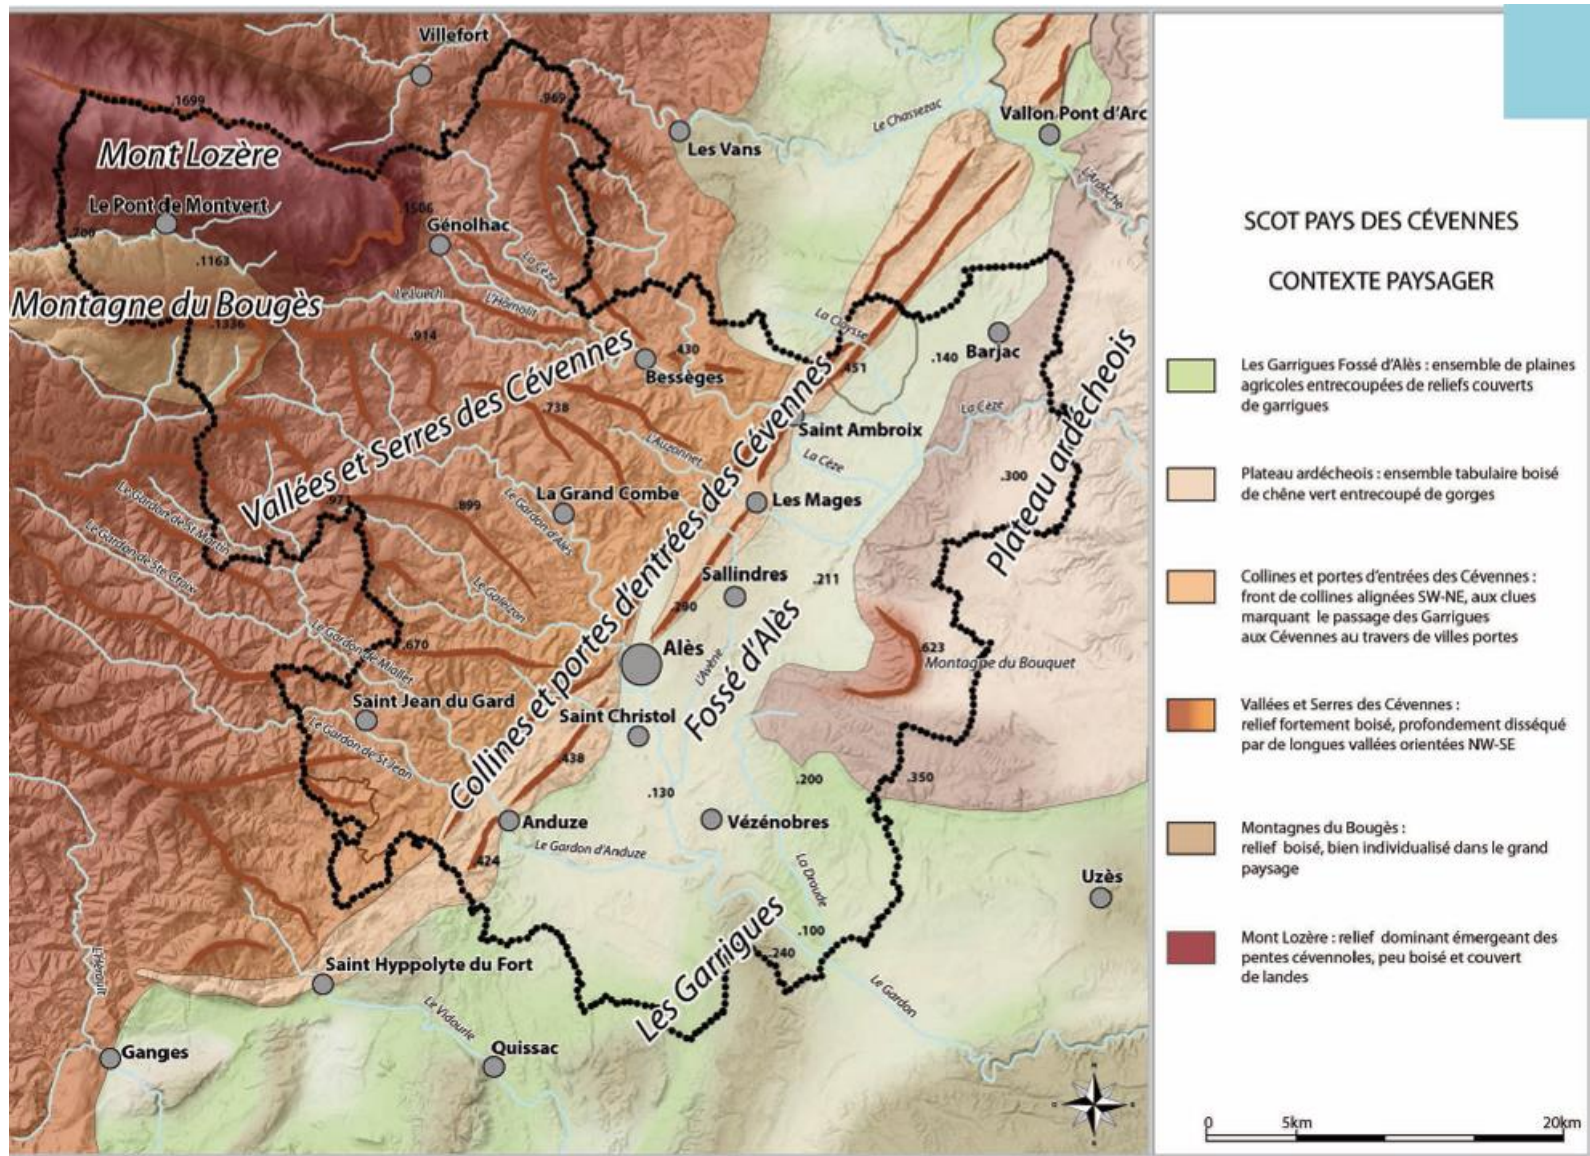 Villefort
.969
.1699
Vallon Pont d'Arc
Le Chassezac
Les Vans
Mont Lozère
L'Ardèche
Le Pont de Montvert
.1506
Génolhac
.700
.1163
La Cèze
Montagne du Bougès
Le Luech
L'Homolit
.1336
.914
La Claysse
Barjac
.140
.430
Bessèges
.451
Vallées et Serres des Cévennes
.738
La Cèze
Saint Ambroix
L'Auzonnet
La Cèze
Plateau ardécheois
.300
Le Gardon de St Martin
.971
.899
La Grand Combe
Les Mages
Le Gardon d'Alès
Le Gardon de Ste. Croix
Collines et portes d'entrées des Cévennes
Sallindres
.211
Le Galeizon
.290
Le Gardon de Miallet
.670
Alès
L'Avène
Fossé d'Alès
.623
Montagne du Bouquet
Saint Jean du Gard
Saint Christol
Le Gardon de St Jean
.438
.130
.200
.350
Anduze
Vézénobres
Le Gardon d'Anduze
.424
La Droude
Uzès
.100
.240
Les Garrigues
L'Hérault
Saint Hyppolyte du Fort
Le Vidourle
Le Gardon
Ganges
Quissac
SCOT PAYS DES CÉVENNES
CONTEXTE PAYSAGER
Les Garrigues Fossé d'Alès : ensemble de plaines
agricoles entrecoupées de reliefs couverts
de garrigues
Plateau ardécheois : ensemble tabulaire boisé
de chêne vert entrecoupé de gorges
Collines et portes d'entrées des Cévennes :
front de collines alignées SW-NE, aux clues
marquant le passage des Garrigues
aux Cévennes au travers de villes portes
Vallées et Serres des Cévennes :
relief fortement boisé, profondement disséqué
par de longues vallées orientées NW-SE
Montagnes du Bougès :
relief boisé, bien individualisé dans le grand
paysage
Mont Lozère : relief dominant émergeant des
pentes cévennoles, peu boisé et couvert
de landes
0 5km 20km